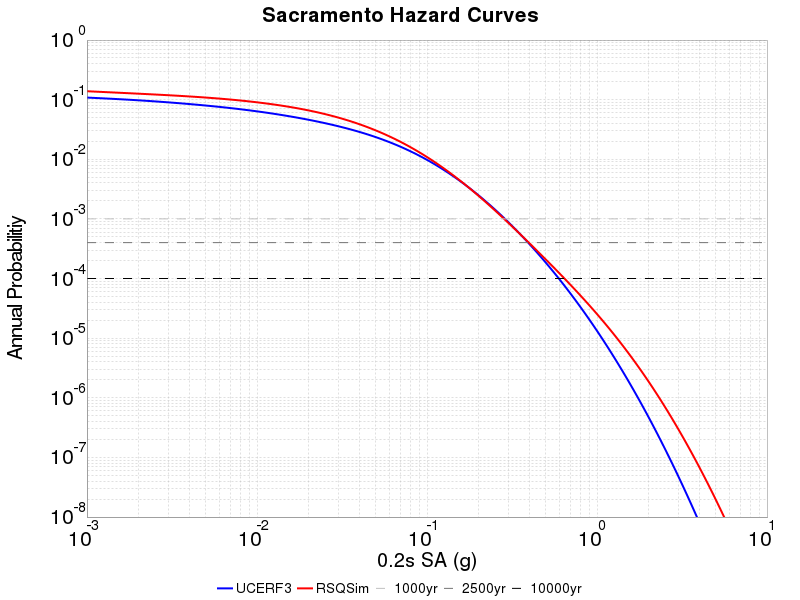 Sacramento Hazard Curves
Annual Probability
10^0
10^-1
10^-2
10^-3
10^-4
10^-5
10^-6
10^-7
10^-8
10^-3 10^-2 10^-1 10^0 10^1
0.2s SA (g)
UCERF3 RSQSim 1000yr 2500yr 10000yr